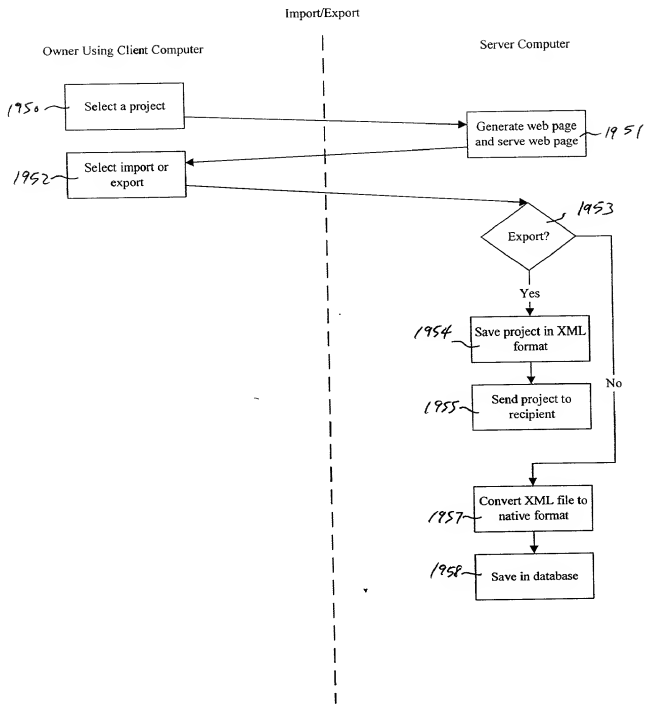 Import/Export
Owner Using Client Computer
Server Computer
1950
Select a project
Generate web page
and serve web page
1951
1952
Select import or
export
1953
Export?
Yes
1954
Save project in XML
format
No
1955
Send project to
recipient
Convert XML file to
native format
1957
1958
Save in database